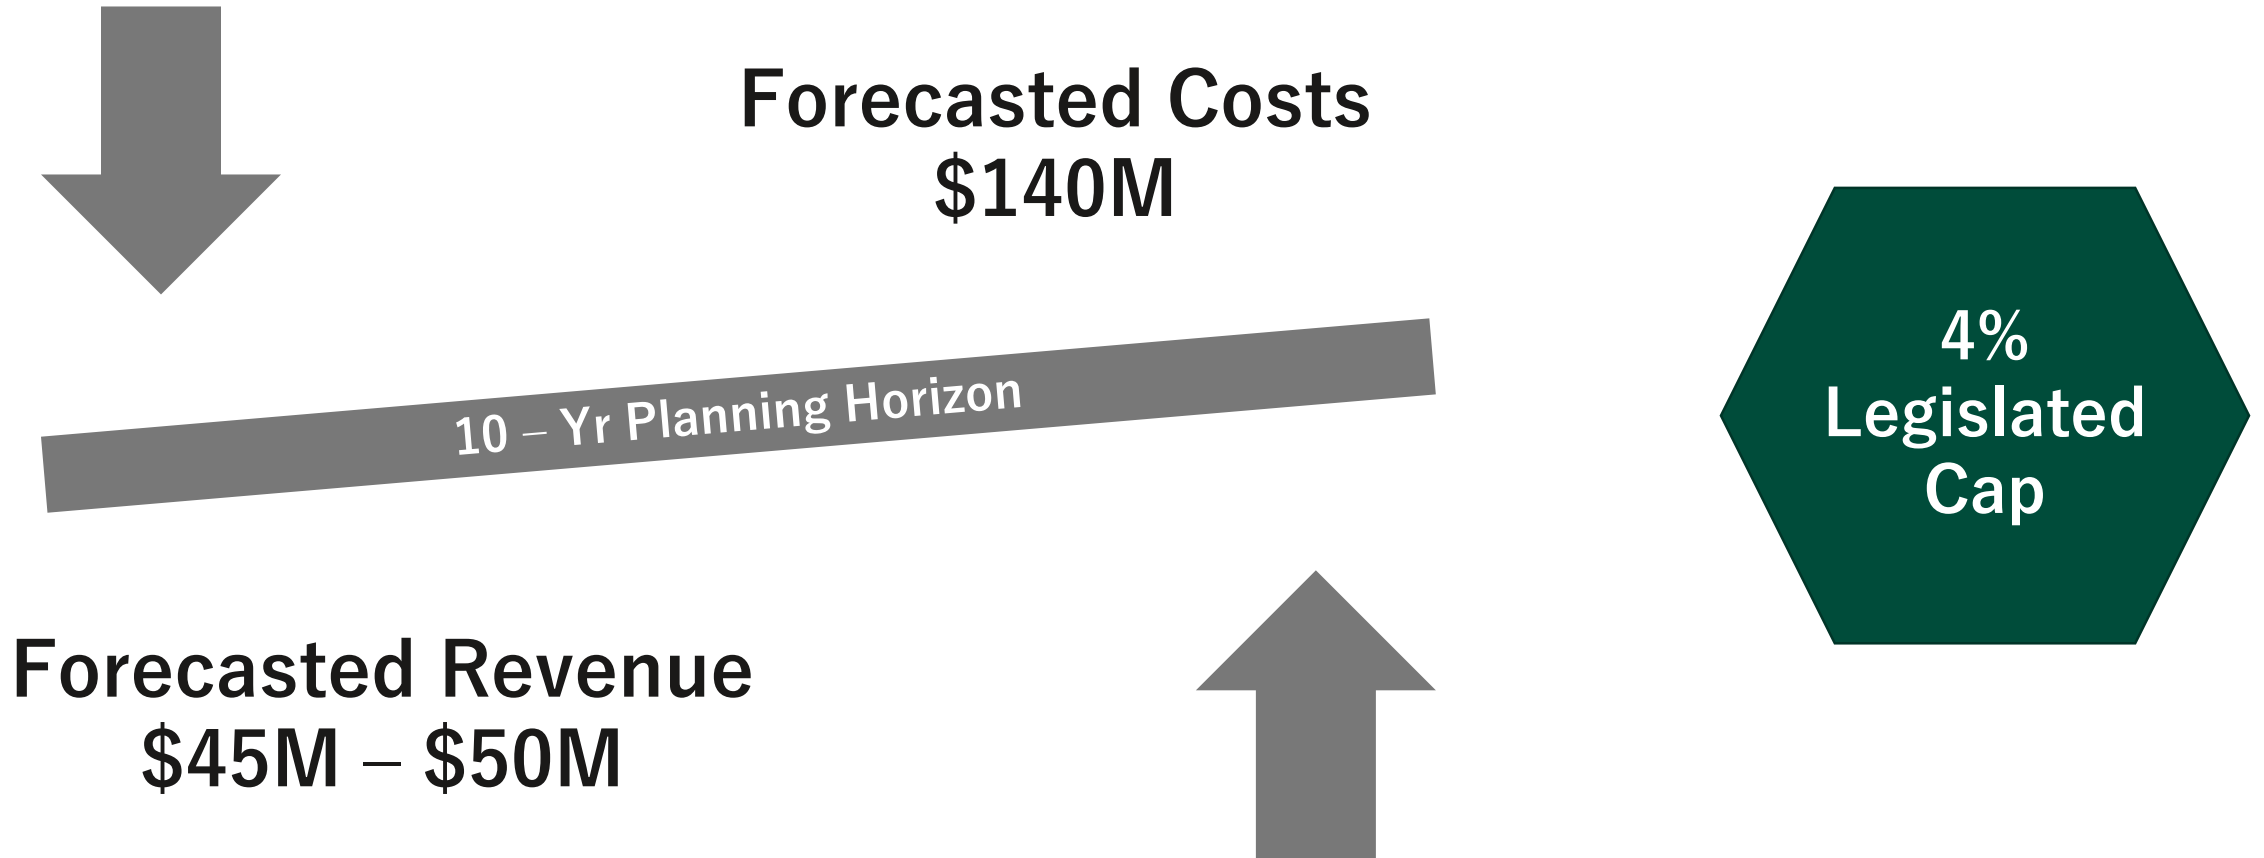 Forecasted Costs
$140M
10 – Yr Planning Horizon
Forecasted Revenue
$45M – $50M
4%
Legislated
Cap